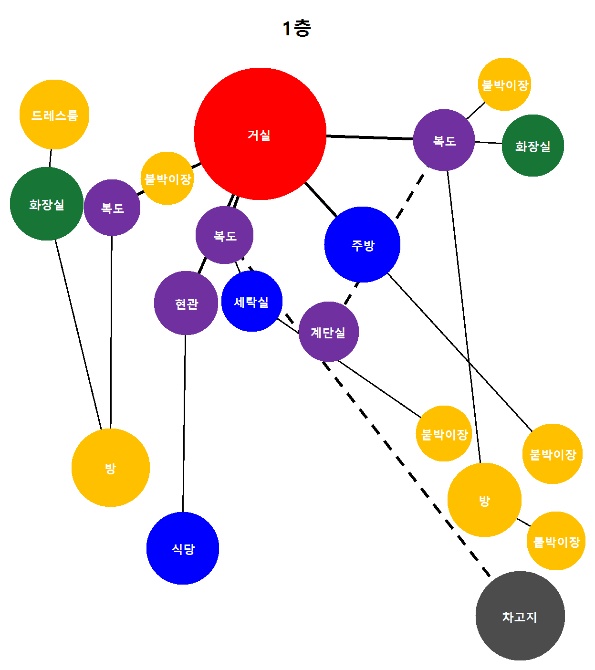 1층
붙박이장
드레스룸
거실
복도
화장실
붙박이장
화장실
복도
복도
주방
현관
세탁실
계단실
붙박이장
붙박이장
방
방
식당
붙박이장
차고지